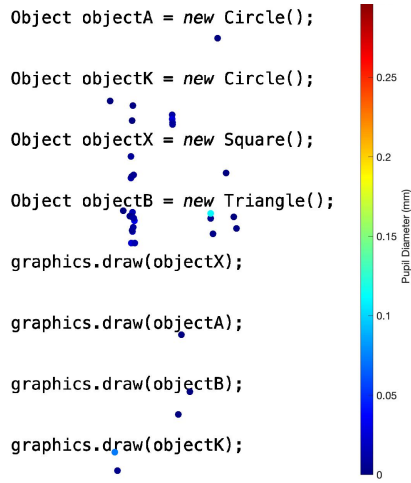 Object objectA = new Circle();
Object objectK = new Circle();
Object objectX = new Square();
Object objectB = new Triangle();
graphics.draw(objectX);
graphics.draw(objectA);
graphics.draw(objectB);
graphics.draw(objectK);
0.25
0.2
0.15
0.1
0.05
0
Pupil Diameter (mm)